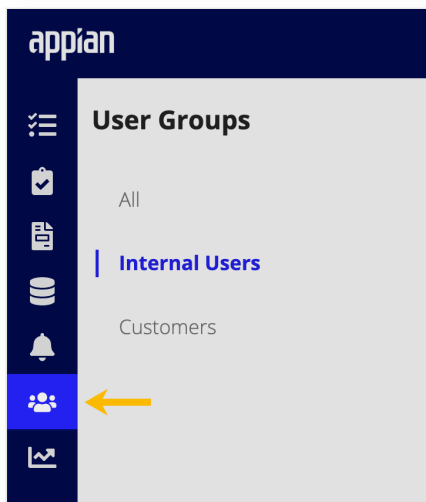 appian
User Groups
All
Internal Users
Customers